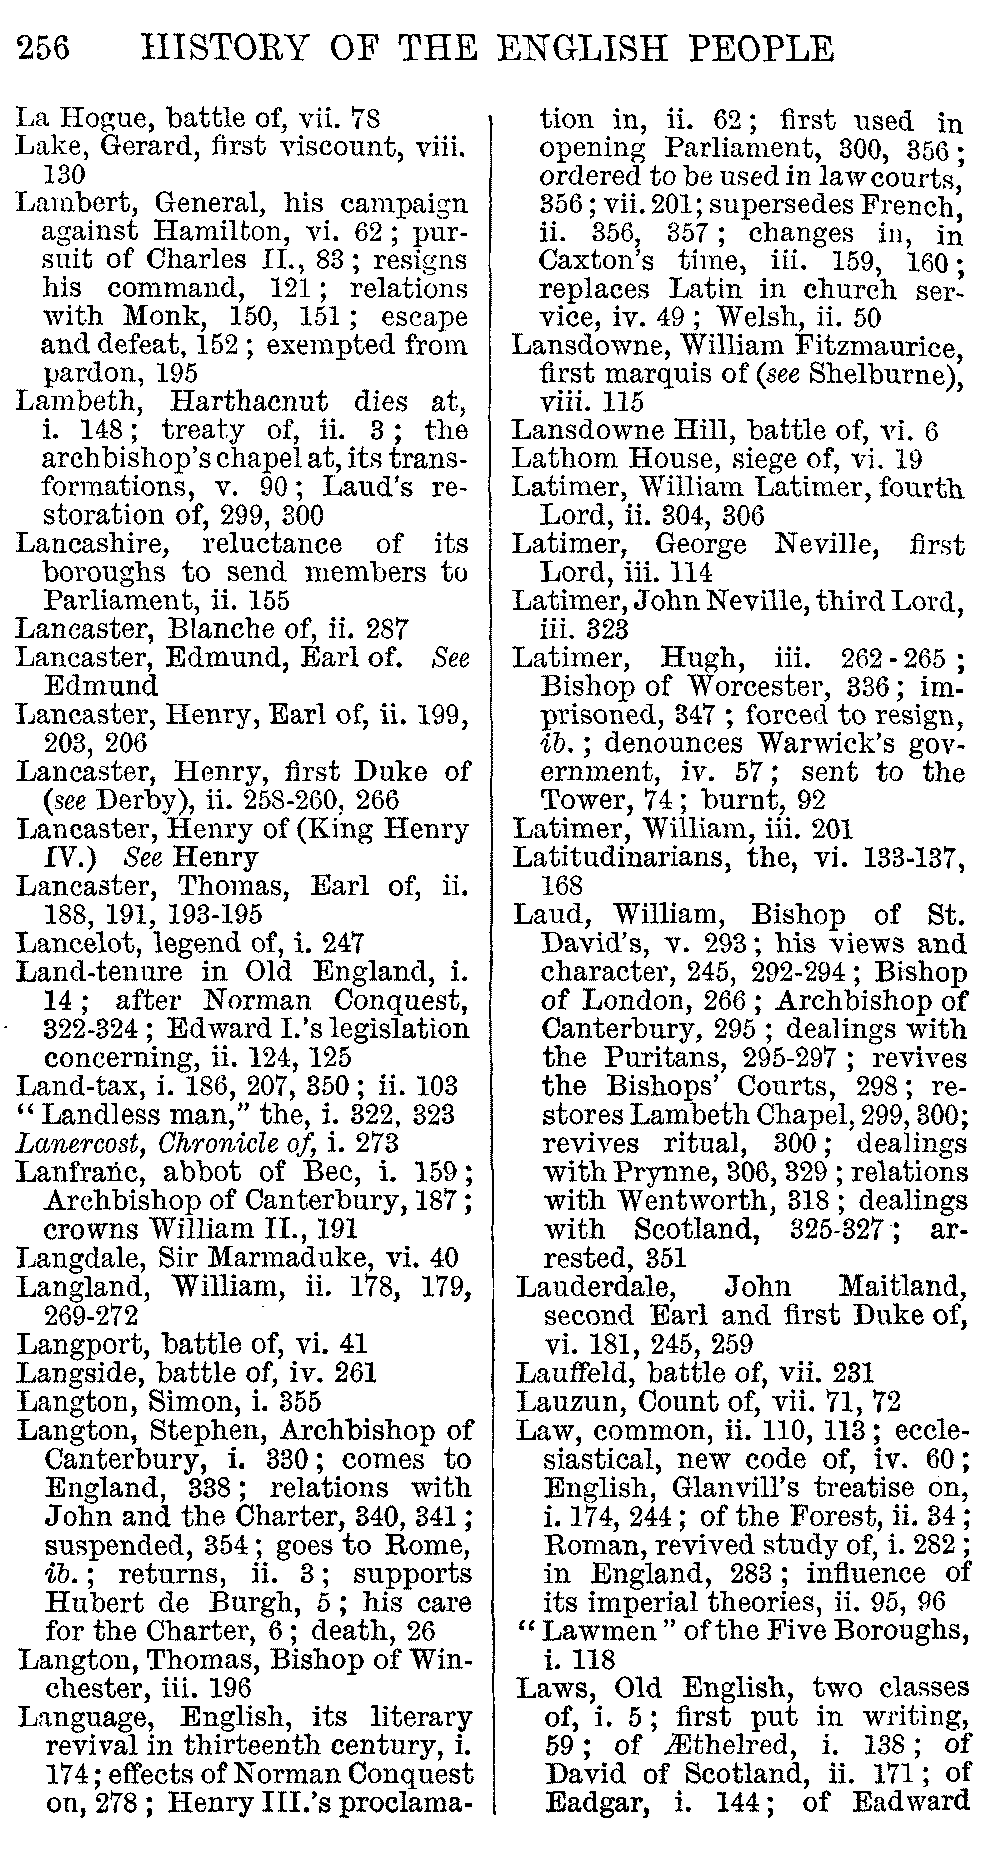 256 HISTORY OF THE ENGLISH PEOPLE
La Hogue, battle of, vii. 78
Lake, Gerard, first viscount, viii.
130
Lambert, General, his campaign
against Hamilton, vi. 62 ; pur-
suit of Charles II., 83 ; resigns
his command, 121 ; relations
with Monk, 150, 151 ; escape
and defeat, 152 ; exempted from
pardon, 195
Lambeth, Harthacnut dies at,
i. 148 ; treaty of, ii. 3 ; the
archbishop's chapel at, its trans-
formations, v. 90 ; Laud's re-
storation of, 299, 300
Lancashire, reluctance of its
boroughs to send members to
Parliament, ii. 155
Lancaster, Blanche of, ii. 287
Lancaster, Edmund, Earl of. See
Edmund
Lancaster, Henry, Earl of, ii. 199,
203, 206
Lancaster, Henry, first Duke of
(see Derby), ii. 258-260, 266
Lancaster, Henry of (King Henry
IV.) See Henry
Lancaster, Thomas, Earl of, ii.
188, 191, 193-195
Lancelot, legend of, i. 247
Land-tenure in Old England, i.
14 ; after Norman Conquest,
322-324 ; Edward I.'s legislation
concerning, ii. 124, 125
Land-tax, i. 186, 207, 350 ; ii. 103
“ Landless man,” the, i. 322, 323
Lanercost, Chronicle of, i. 273
Lanfranc, abbot of Bec, i. 159 ;
Archbishop of Canterbury, 187 ;
crowns William II., 191
Langdale, Sir Marmaduke, vi. 40
Langland, William, ii. 178, 179,
269-272
Langport, battle of, vi. 41
Langside, battle of, iv. 261
Langton, Simon, i. 355
Langton, Stephen, Archbishop of
Canterbury, i. 330 ; comes to
England, 338 ; relations with
John and the Charter, 340, 341 ;
suspended, 354 ; goes to Rome,
ib. ; returns, ii. 3 ; supports
Hubert de Burgh, 5 ; his care
for the Charter, 6 ; death, 26
Langton, Thomas, Bishop of Win-
chester, iii. 196
Language, English, its literary
revival in thirteenth century, i.
174 ; effects of Norman Conquest
on, 278 ; Henry III.'s proclama-
tion in, ii. 62 ; first used in
opening Parliament, 300, 356 ;
ordered to be used in law courts,
356 ; vii. 201 ; supersedes French,
ii. 356, 357 ; changes in, in
Caxton's time, iii. 159, 160 ;
replaces Latin in church ser-
vice, iv. 49 ; Welsh, ii. 50
Lansdowne, William Fitzmaurice,
first marquis of (see Shelburne),
viii. 115
Lansdowne Hill, battle of, vi. 6
Lathom House, siege of, vi. 19
Latimer, William Latimer, fourth
Lord, ii. 304, 306
Latimer, George Neville, first
Lord, iii. 114
Latimer, John Neville, third Lord,
iii. 323
Latimer, Hugh, iii. 262 - 265 ;
Bishop of Worcester, 336 ; im-
prisoned, 347 ; forced to resign,
ib. ; denounces Warwick's gov-
ernment, iv. 57 ; sent to the
Tower, 74 ; burnt, 92
Latimer, William, iii. 201
Latitudinarians, the, vi. 133-137,
168
Laud, William, Bishop of St.
David's, v. 293 ; his views and
character, 245, 292-294 ; Bishop
of London, 266 ; Archbishop of
Canterbury, 295 ; dealings with
the Puritans, 295-297 ; revives
the Bishops' Courts, 298 ; re-
stores Lambeth Chapel, 299, 300;
revives ritual, 300 ; dealings
with Prynne, 306, 329 ; relations
with Wentworth, 318 ; dealings
with Scotland, 325-327 ; ar-
rested, 351
Lauderdale, John Maitland,
second Earl and first Duke of,
vi. 181, 245, 259
Lauffeld, battle of, vii. 231
Lauzun, Count of, vii. 71, 72
Law, common, ii. 110, 113 ; eccle-
siastical, new code of, iv. 60 ;
English, Glanvill's treatise on,
i. 174, 244 ; of the Forest, ii. 34 ;
Roman, revived study of, i. 282 ;
in England, 283 ; influence of
its imperial theories, ii. 95, 96
“ Lawmen ” of the Five Boroughs,
i. 118
Laws, Old English, two classes
of, i. 5 ; first put in writing,
59 ; of Æthelred, i. 138 ; of
David of Scotland, ii. 171 ; of
Eadgar, i. 144 ; of Eadward